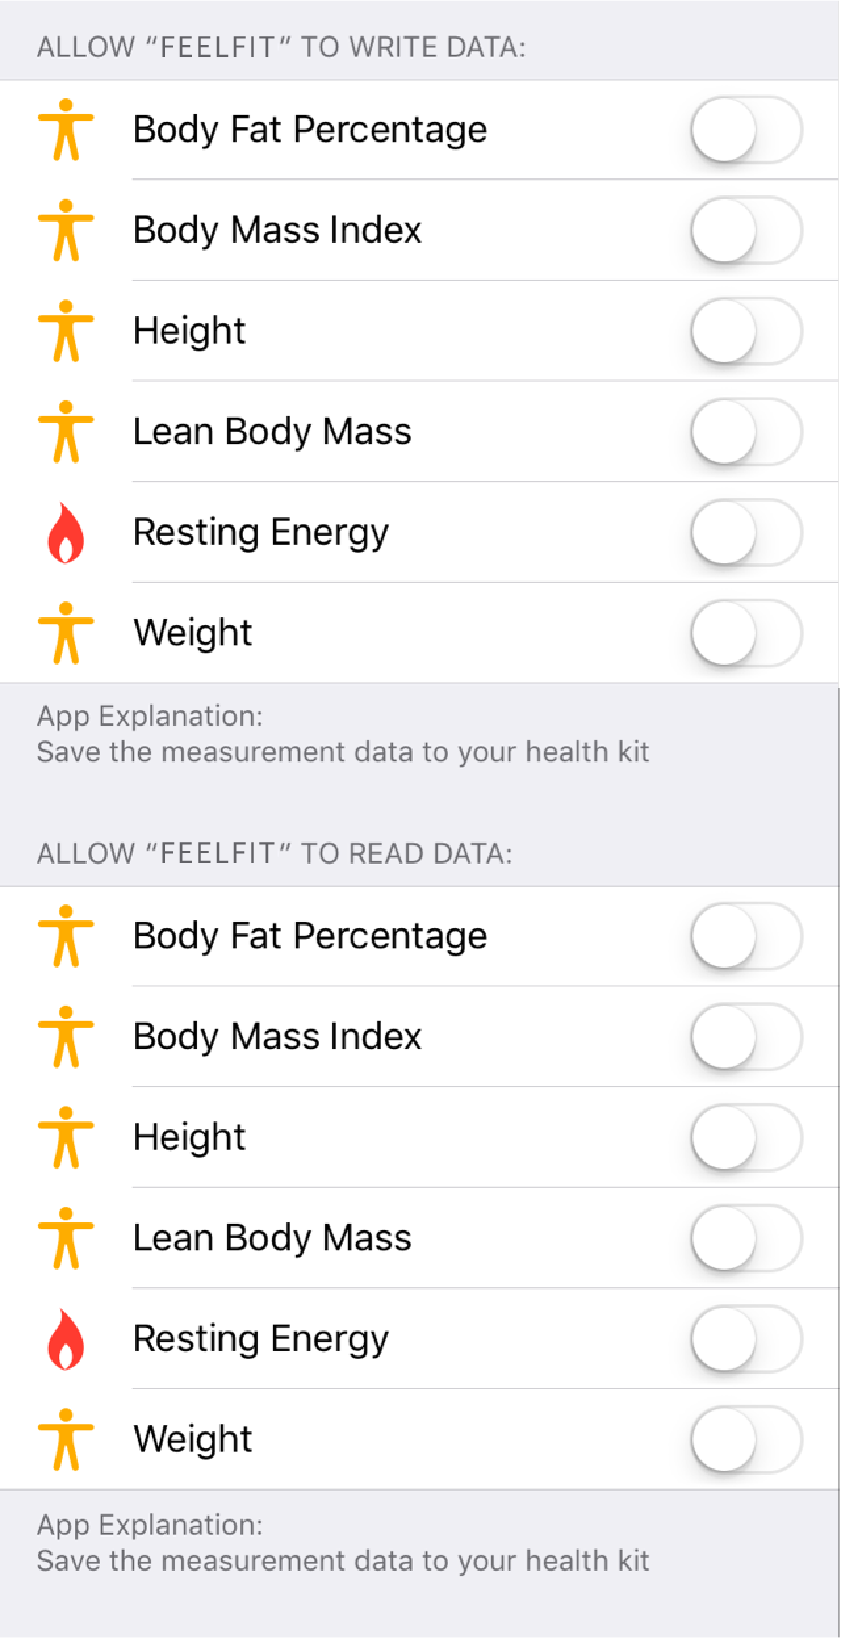 ALLOW “FEELFIT” TO WRITE DATA:
Body Fat Percentage
Body Mass Index
Height
Lean Body Mass
Resting Energy
Weight
App Explanation:
Save the measurement data to your health kit
ALLOW “FEELFIT” TO READ DATA:
Body Fat Percentage
Body Mass Index
Height
Lean Body Mass
Resting Energy
Weight
App Explanation:
Save the measurement data to your health kit